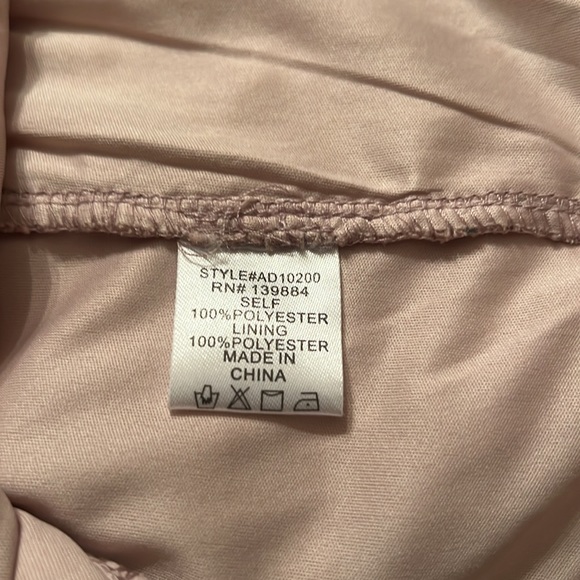 STYLE#AD10200
RN# 139884
SELF
100%POLYESTER
LINING
100%POLYESTER
MADE IN
CHINA